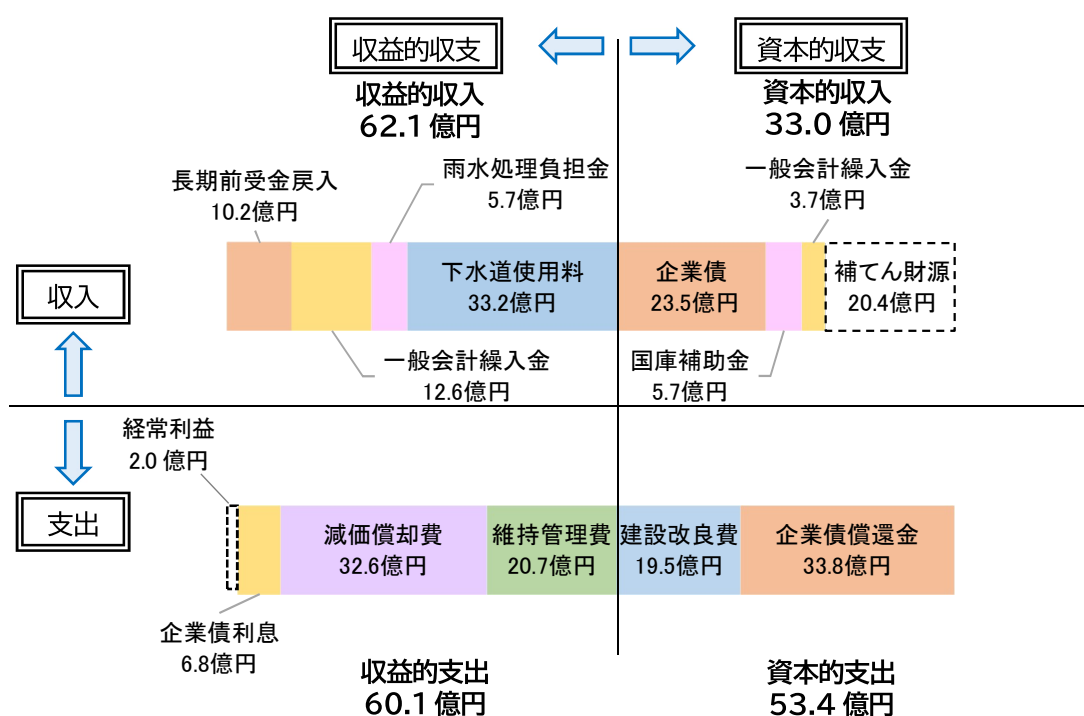 収益的収支
資本的収支
収益的収入
62.1 億円
資本的収入
33.0 億円
長期前受金戻入
10.2億円
雨水処理負担金
5.7億円
一般会計繰入金
3.7億円
収入
下水道使用料
33.2億円
企業債
23.5億円
補てん財源
20.4億円
一般会計繰入金
12.6億円
国庫補助金
5.7億円
経常利益
2.0 億円
支出
減価償却費
32.6億円
維持管理費
20.7億円
建設改良費
19.5億円
企業債償還金
33.8億円
企業債利息
6.8億円
収益的支出
60.1 億円
資本的支出
53.4 億円